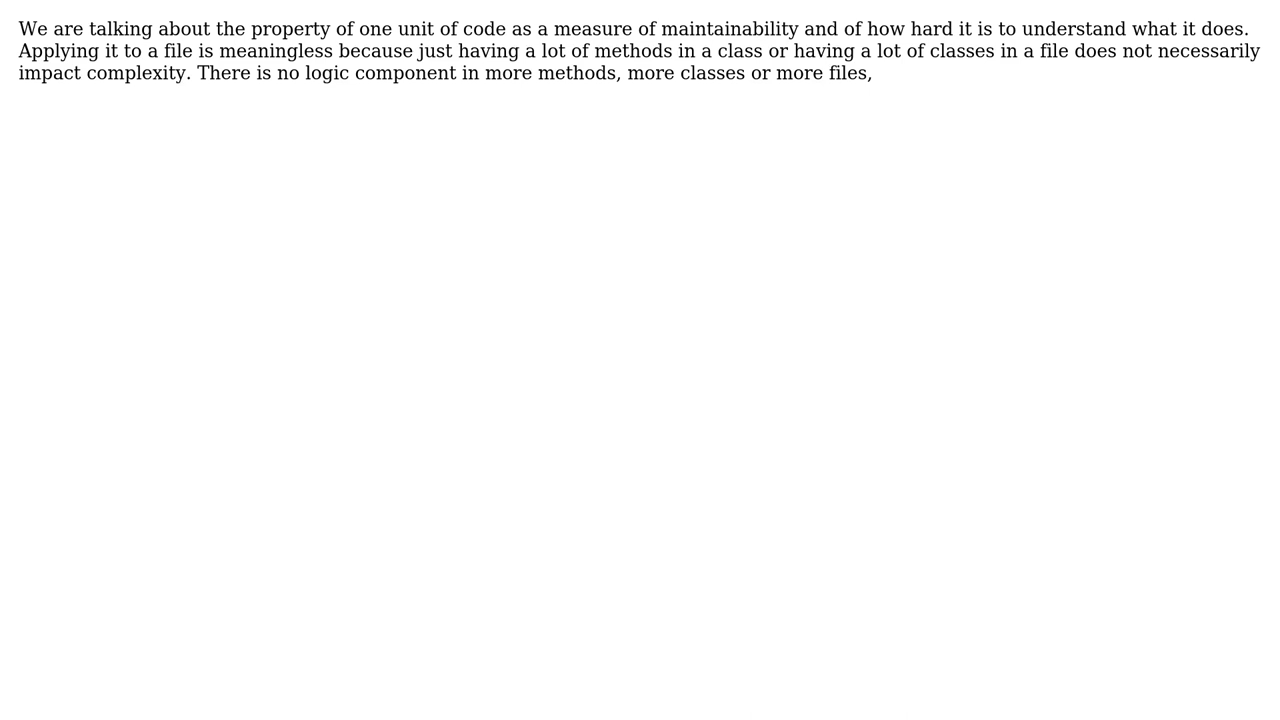 We are talking about the property of one unit of code as a measure of maintainability and of how hard it is to understand what it does.
Applying it to a file is meaningless because just having a lot of methods in a class or having a lot of classes in a file does not necessarily
impact complexity. There is no logic component in more methods, more classes or more files,